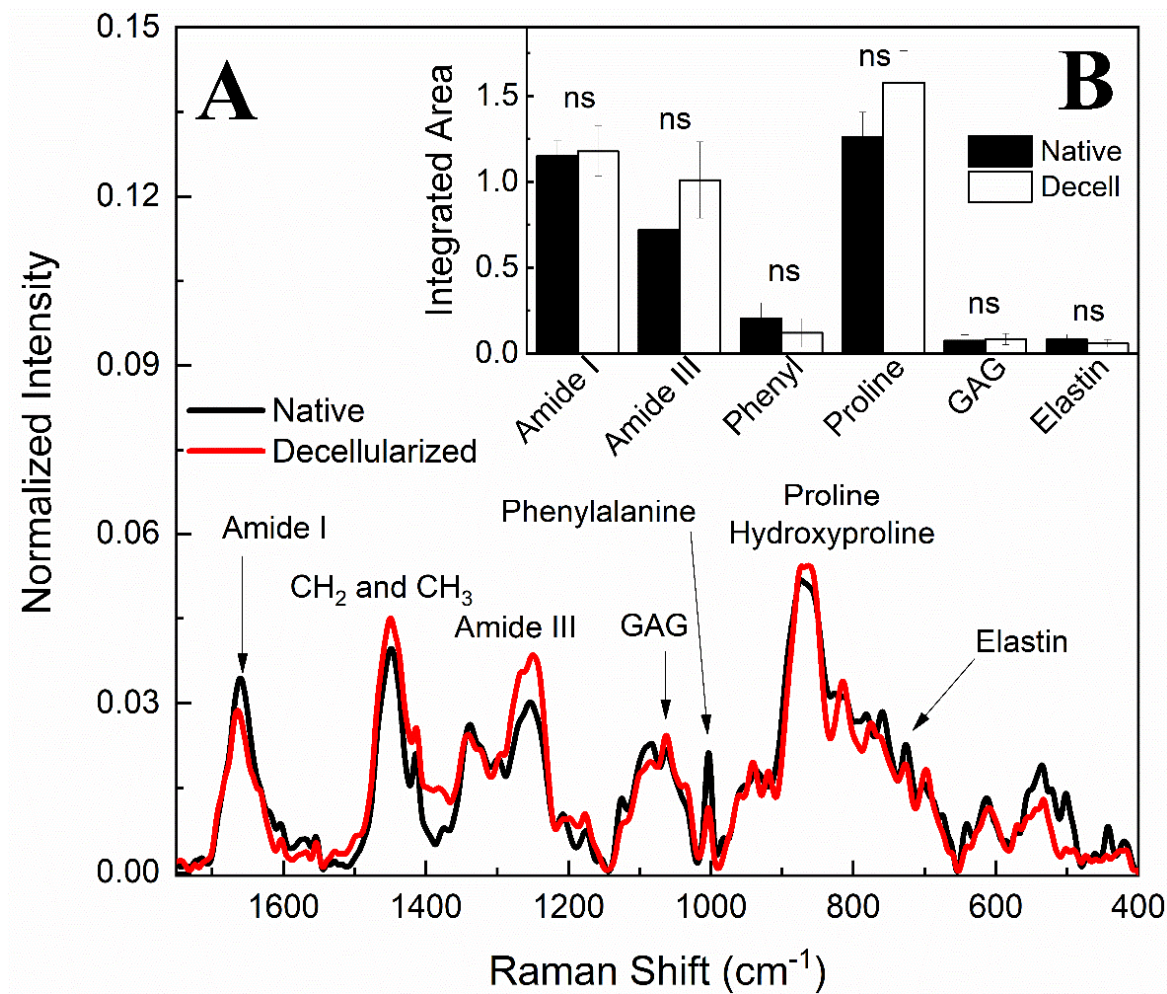 A
B
0.15
0.12
0.09
0.06
0.03
0.00
Normalized Intensity
1600
1400
1200
1000
800
600
400
Raman Shift (cm⁻¹)
Native
Decellularized
Amide I
CH₂ and CH₃
Amide III
GAG
Phenylalanine
Proline
Hydroxyproline
Elastin
Integrated Area
1.5
1.0
0.5
0.0
ns
ns
ns
ns
ns
ns
Native
Decell
Amide I
Amide III
Phenyl
Proline
GAG
Elastin